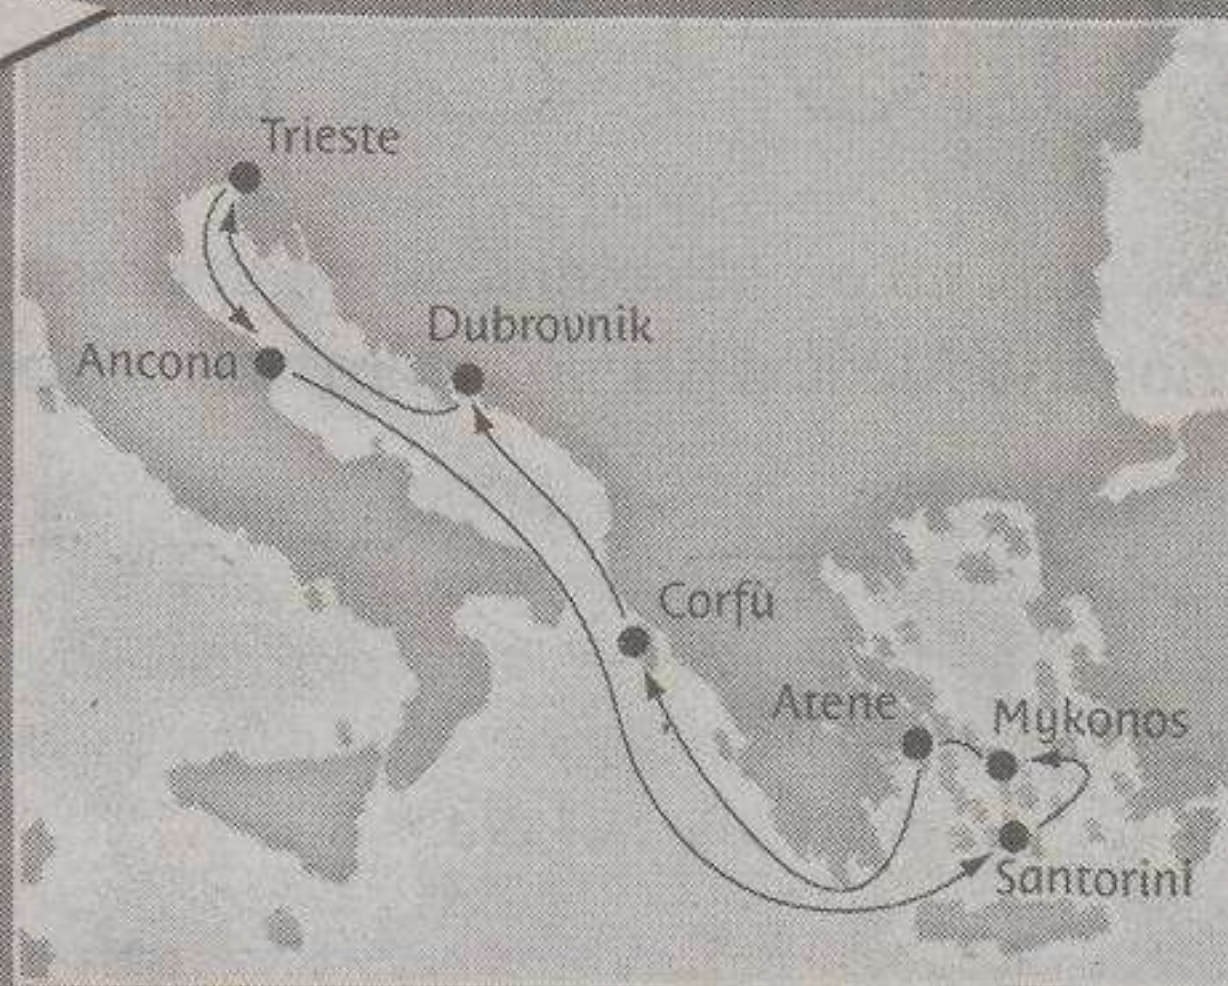 Trieste
Dubrovnik
Ancona
Corfù
Atene
Mykonos
Santorini